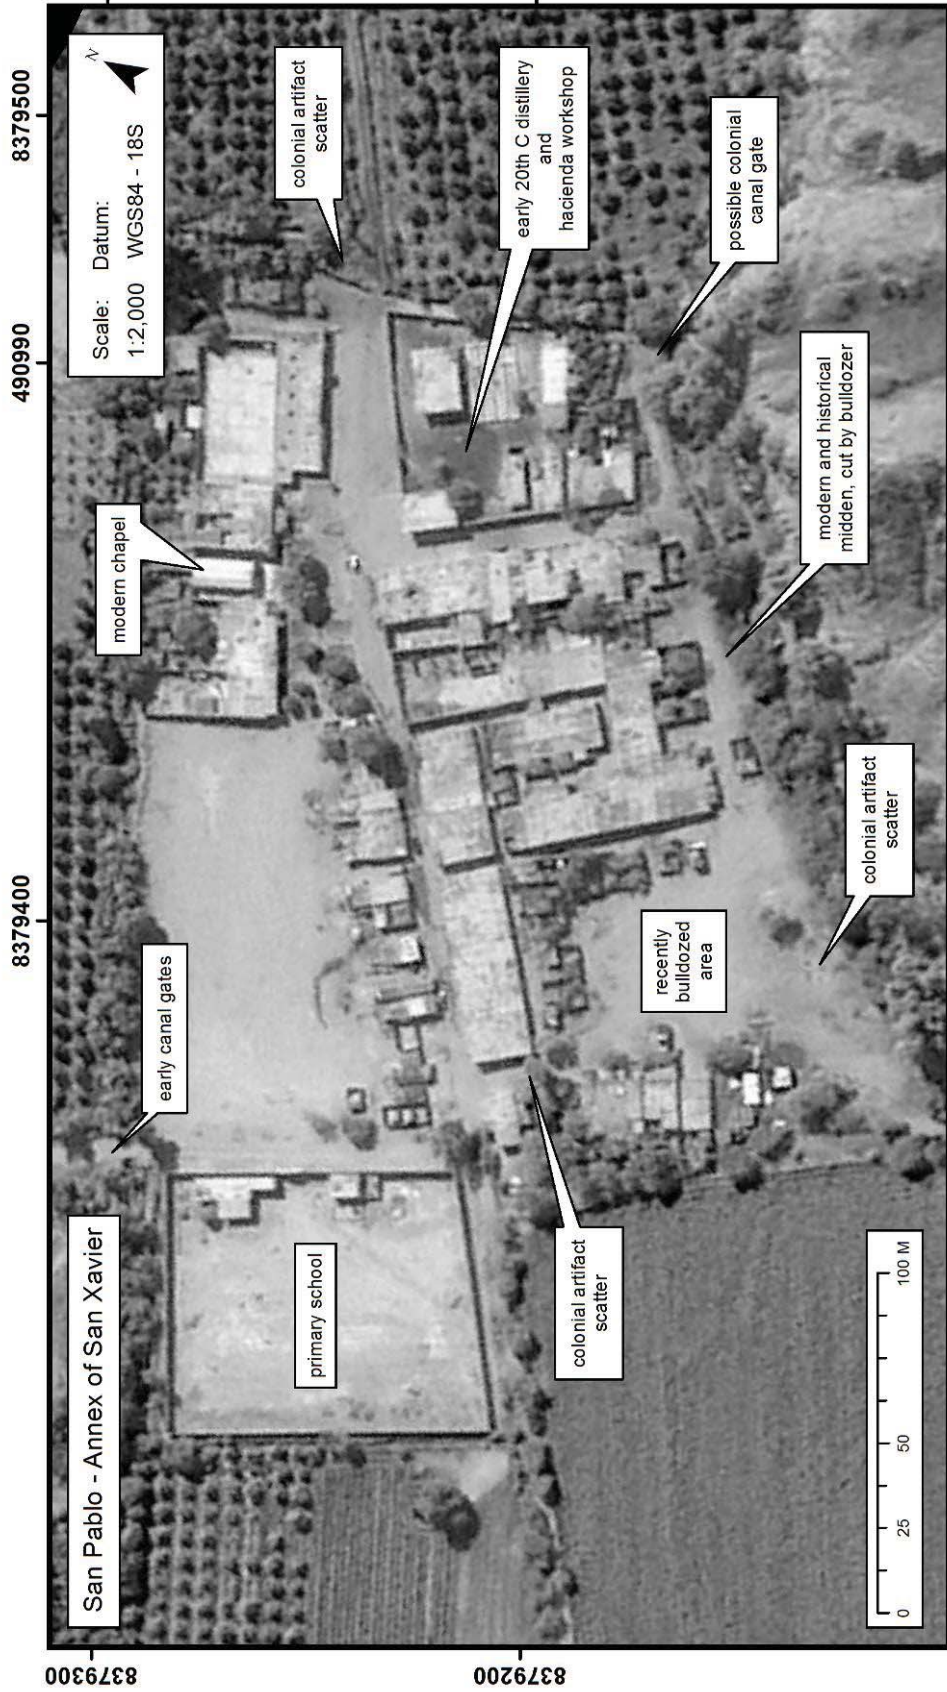 San Pablo - Annex of San Xavier
Scale: Datum:
1:2,000 WGS84 - 18S
N
8379400
490990
8379500
8379300
8379200
early canal gates
modern chapel
colonial artifact
scatter
primary school
early 20th C distillery
and
hacienda workshop
colonial artifact
scatter
recently
bulldozed
area
possible colonial
canal gate
modern and historical
midden, cut by bulldozer
colonial artifact
scatter
0 25 50 100 M